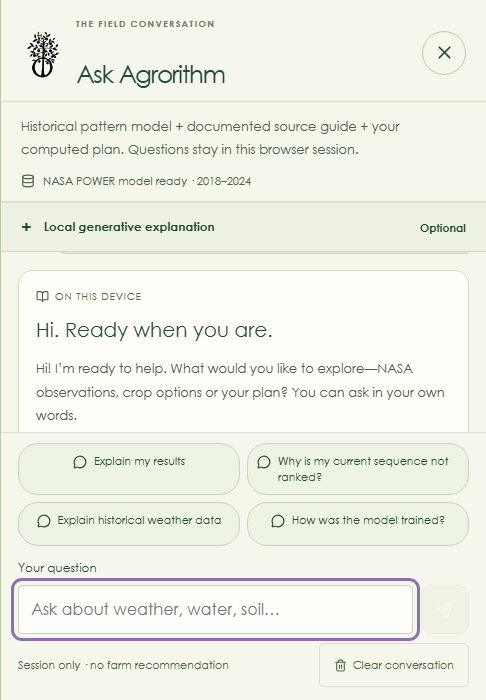 THE FIELD CONVERSATION
Ask Agrorithm
Historical pattern model + documented source guide + your
computed plan. Questions stay in this browser session.
NASA POWER model ready · 2018–2024
Local generative explanation
Optional
ON THIS DEVICE
Hi. Ready when you are.
Hi! I’m ready to help. What would you like to explore—NASA
observations, crop options or your plan? You can ask in your own
words.
Explain my results
Why is my current sequence not
ranked?
Explain historical weather data
How was the model trained?
Your question
Ask about weather, water, soil...
Session only · no farm recommendation
Clear conversation